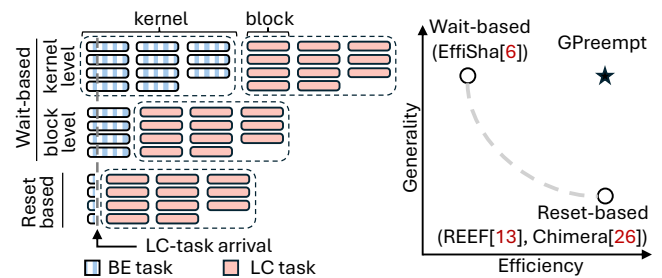 kernel
block
Wait-based
kernel
level
block
level
Reset
based
LC-task arrival
BE task
LC task
Wait-based
(EffiSha[6])
GPreempt
Generality
Reset-based
(REEF[13], Chimera[26])
Efficiency